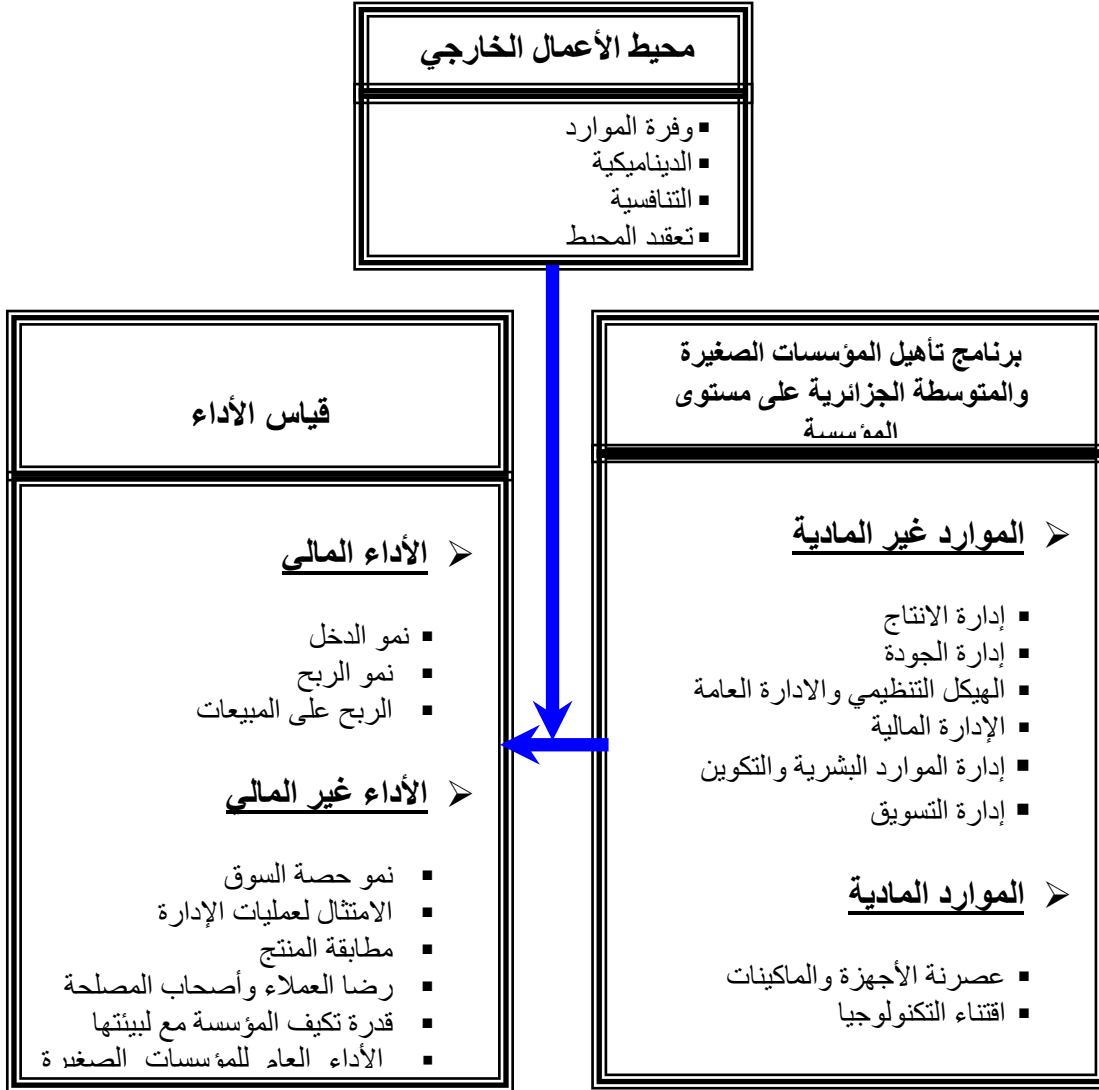 محيط الأعمال الخارجي
▪ وفرة الموارد
▪ الديناميكية
▪ التنافسية
▪ تعقيد المحيط
برنامج تأهيل المؤسسات الصغيرة
والمتوسطة الجزائرية على مستوى
المؤسسة
➢ الموارد غير المادية
▪ إدارة الانتاج
▪ إدارة الجودة
▪ الهيكل التنظيمي والادارة العامة
▪ الإدارة المالية
▪ إدارة الموارد البشرية والتكوين
▪ إدارة التسويق
➢ الموارد المادية
▪ عصرنة الأجهزة والماكينات
▪ اقتناء التكنولوجيا
قياس الأداء
➢ الأداء المالي
▪ نمو الدخل
▪ نمو الربح
▪ الربح على المبيعات
➢ الأداء غير المالي
▪ نمو حصة السوق
▪ الامتثال لعمليات الإدارة
▪ مطابقة المنتج
▪ رضا العملاء وأصحاب المصلحة
▪ قدرة تكيف المؤسسة مع لبيئتها
▪ الأداء العام للمؤسسات الصغيرة